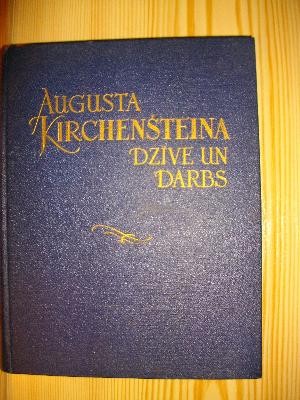 AUGUSTA
KIRCHENŠTEINA
DZĪVE UN
DARBS